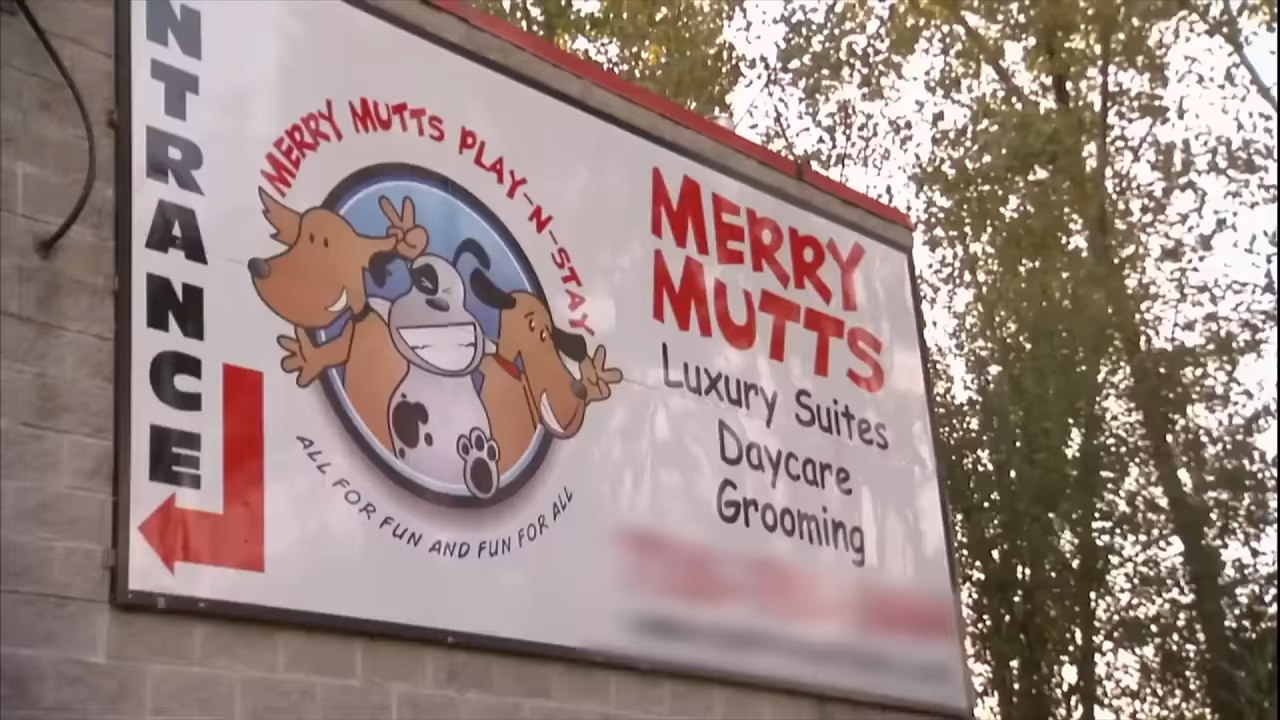 NTRANCE
MERRY MUTTS PLAY-N-STAY
ALL FOR FUN AND FUN FOR ALL
MERRY
MUTTS
Luxury Suites
Daycare
Grooming